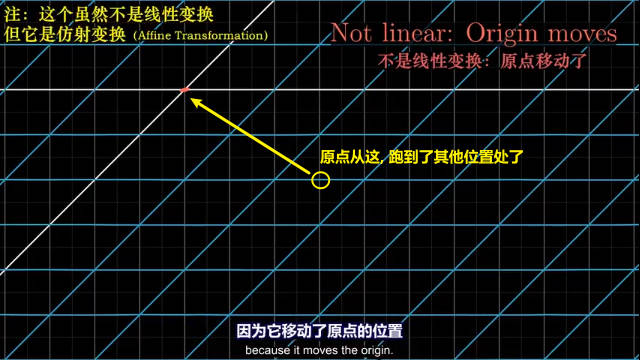 注：这个虽然不是线性变换
但它是仿射变换 (Affine Transformation)
Not linear: Origin moves
不是线性变换：原点移动了
原点从这, 跑到了其他位置处了
因为它移动了原点的位置
because it moves the origin.